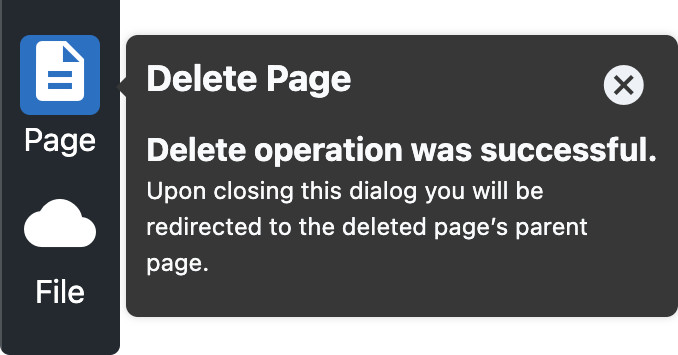 Page
File
Delete Page
Delete operation was successful.
Upon closing this dialog you will be
redirected to the deleted page’s parent
page.